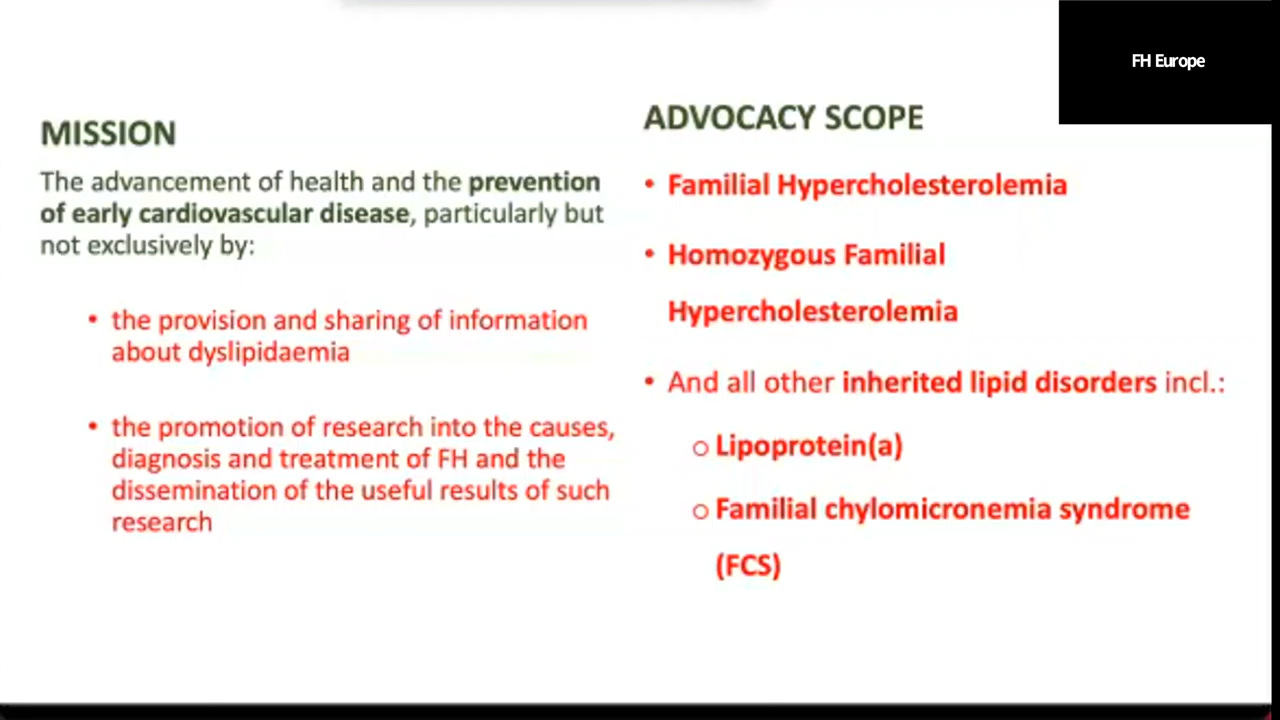 FH Europe
MISSION
The advancement of health and the prevention
of early cardiovascular disease, particularly but
not exclusively by:
• the provision and sharing of information
about dyslipidaemia
• the promotion of research into the causes,
diagnosis and treatment of FH and the
dissemination of the useful results of such
research
ADVOCACY SCOPE
• Familial Hypercholesterolemia
• Homozygous Familial
Hypercholesterolemia
• And all other inherited lipid disorders incl.:
o Lipoprotein(a)
o Familial chylomicronemia syndrome
(FCS)